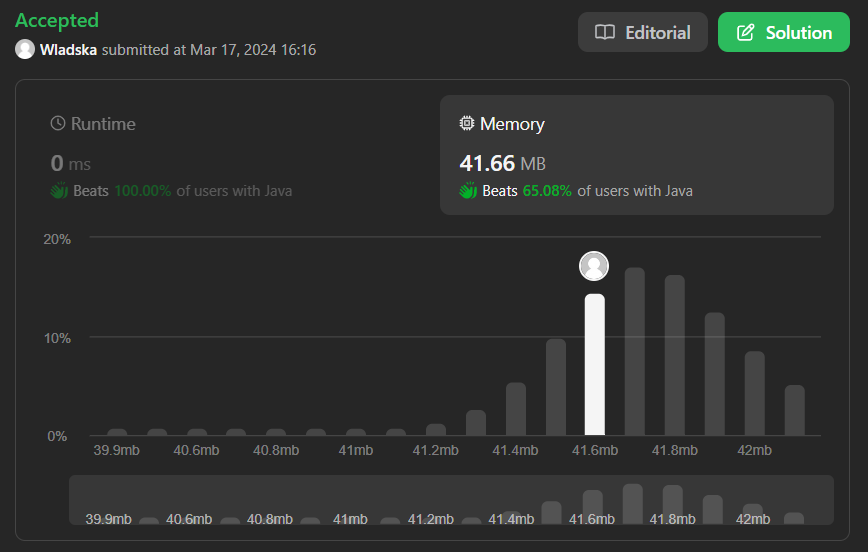 Accepted
Wladska submitted at Mar 17, 2024 16:16
Editorial
Solution
Runtime
0 ms
Beats 100.00% of users with Java
Memory
41.66 MB
Beats 65.08% of users with Java
20%
10%
0%
39.9mb 40.6mb 40.8mb 41mb 41.2mb 41.4mb 41.6mb 41.8mb 42mb
39.9mb 40.6mb 40.8mb 41mb 41.2mb 41.4mb 41.6mb 41.8mb 42mb